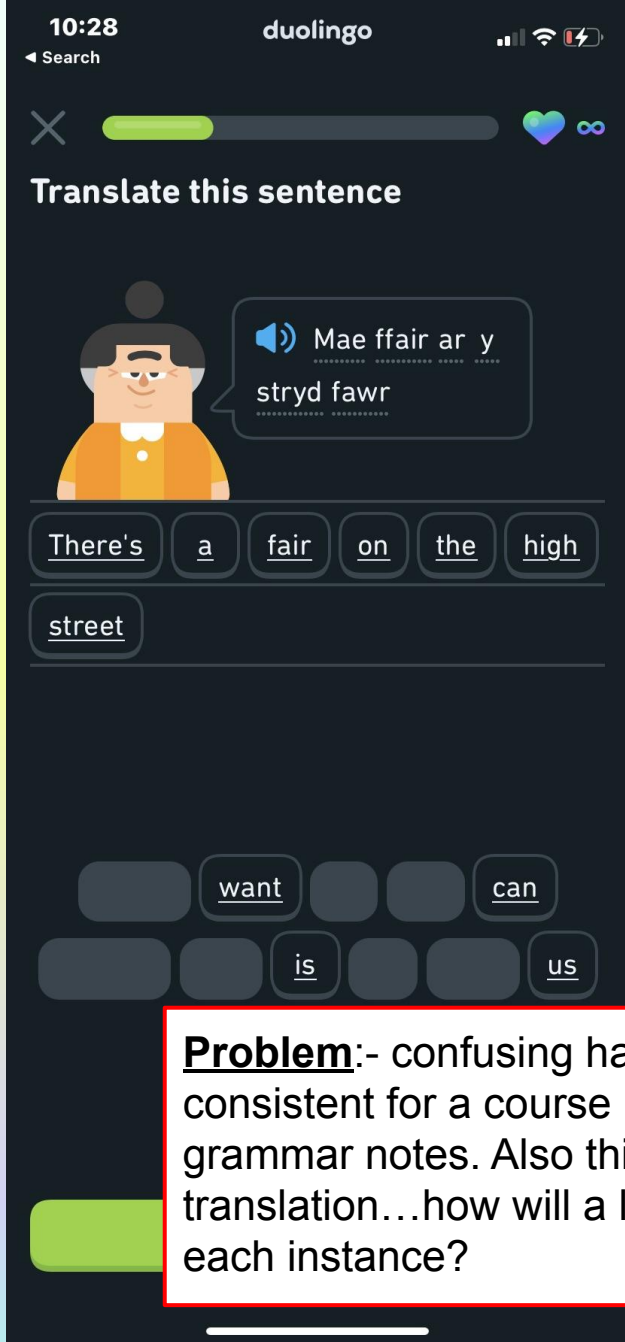 10:28
duolingo
◀ Search
∞
Translate this sentence
Mae ffair ar y
stryd fawr
There's a fair on the high
street
want can
is us
Problem:- confusing ha
consistent for a course
grammar notes. Also thi
translation…how will a l
each instance?